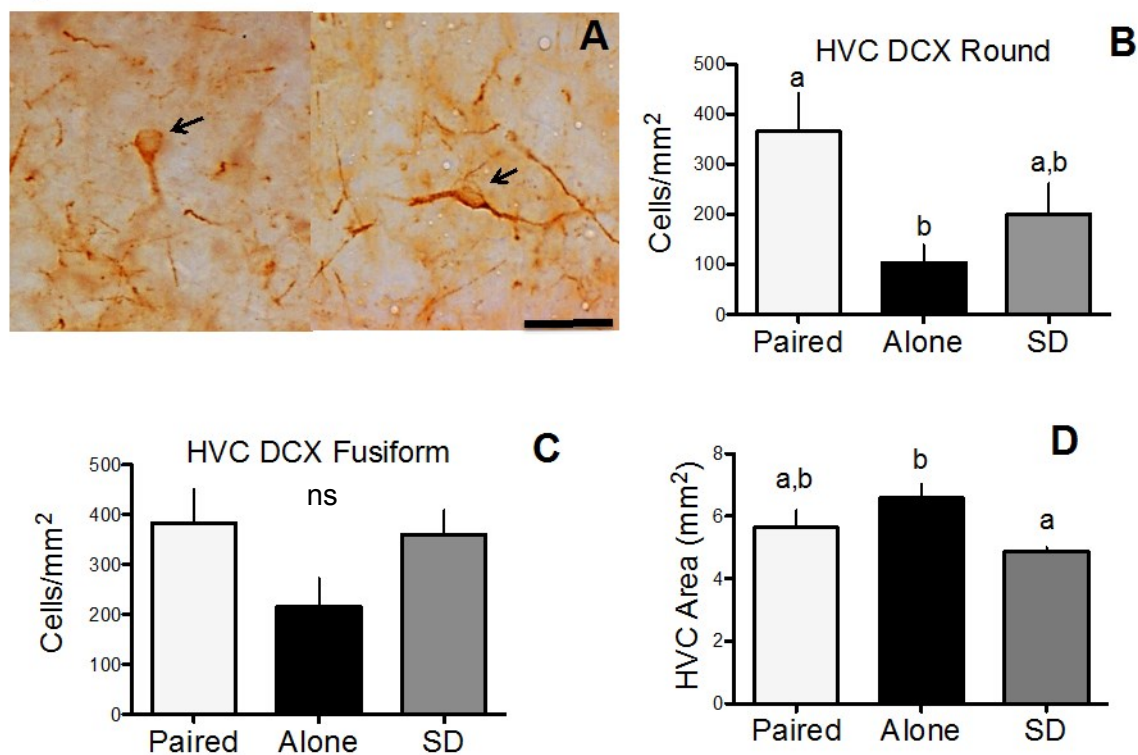 A
HVC DCX Round
B
Cells/mm²
500
400
300
200
100
0
a
b
a,b
Paired Alone SD
HVC DCX Fusiform
C
Cells/mm²
500
400
300
200
100
0
ns
Paired Alone SD
D
HVC Area (mm²)
8
6
4
2
0
a,b
b
a
Paired Alone SD